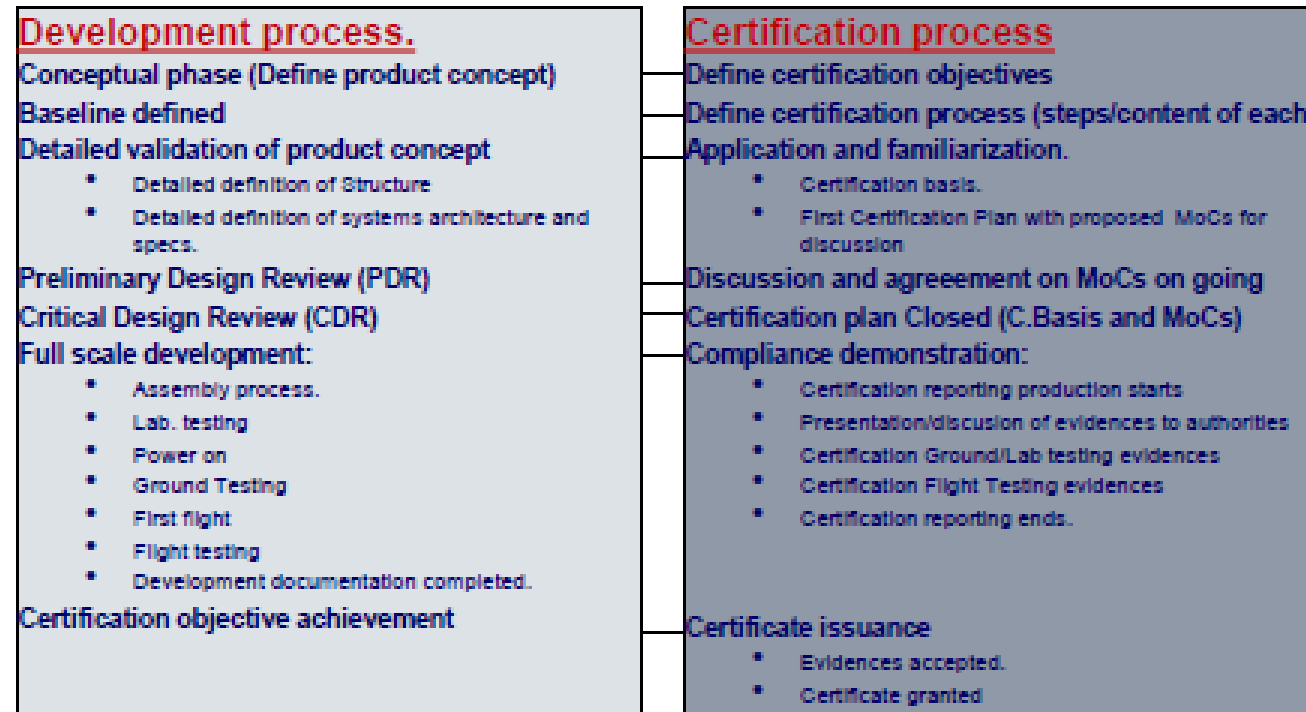 Development process.
Conceptual phase (Define product concept)
Baseline defined
Detailed validation of product concept
• Detailed definition of Structure
• Detailed definition of systems architecture and
specs.
Preliminary Design Review (PDR)
Critical Design Review (CDR)
Full scale development:
• Assembly process.
• Lab. testing
• Power on
• Ground Testing
• First flight
• Flight testing
• Development documentation completed.
Certification objective achievement
Certification process
Define certification objectives
Define certification process (steps/content of each
Application and familiarization.
• Certification basis.
• First Certification Plan with proposed MoCs for
discussion
Discussion and agreeement on MoCs on going
Certification plan Closed (C.Basis and MoCs)
Compliance demonstration:
• Certification reporting production starts
• Presentation/discusion of evidences to authorities
• Certification Ground/Lab testing evidences
• Certification Flight Testing evidences
• Certification reporting ends.
Certificate issuance
• Evidences accepted.
• Certificate granted